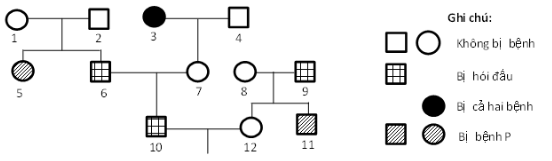 Ghi chú:
1
2
3
4
Không bị bệnh
5
6
7
8
9
Bị hói đầu
Bị cả hai bệnh
10
12
11
Bị bệnh P